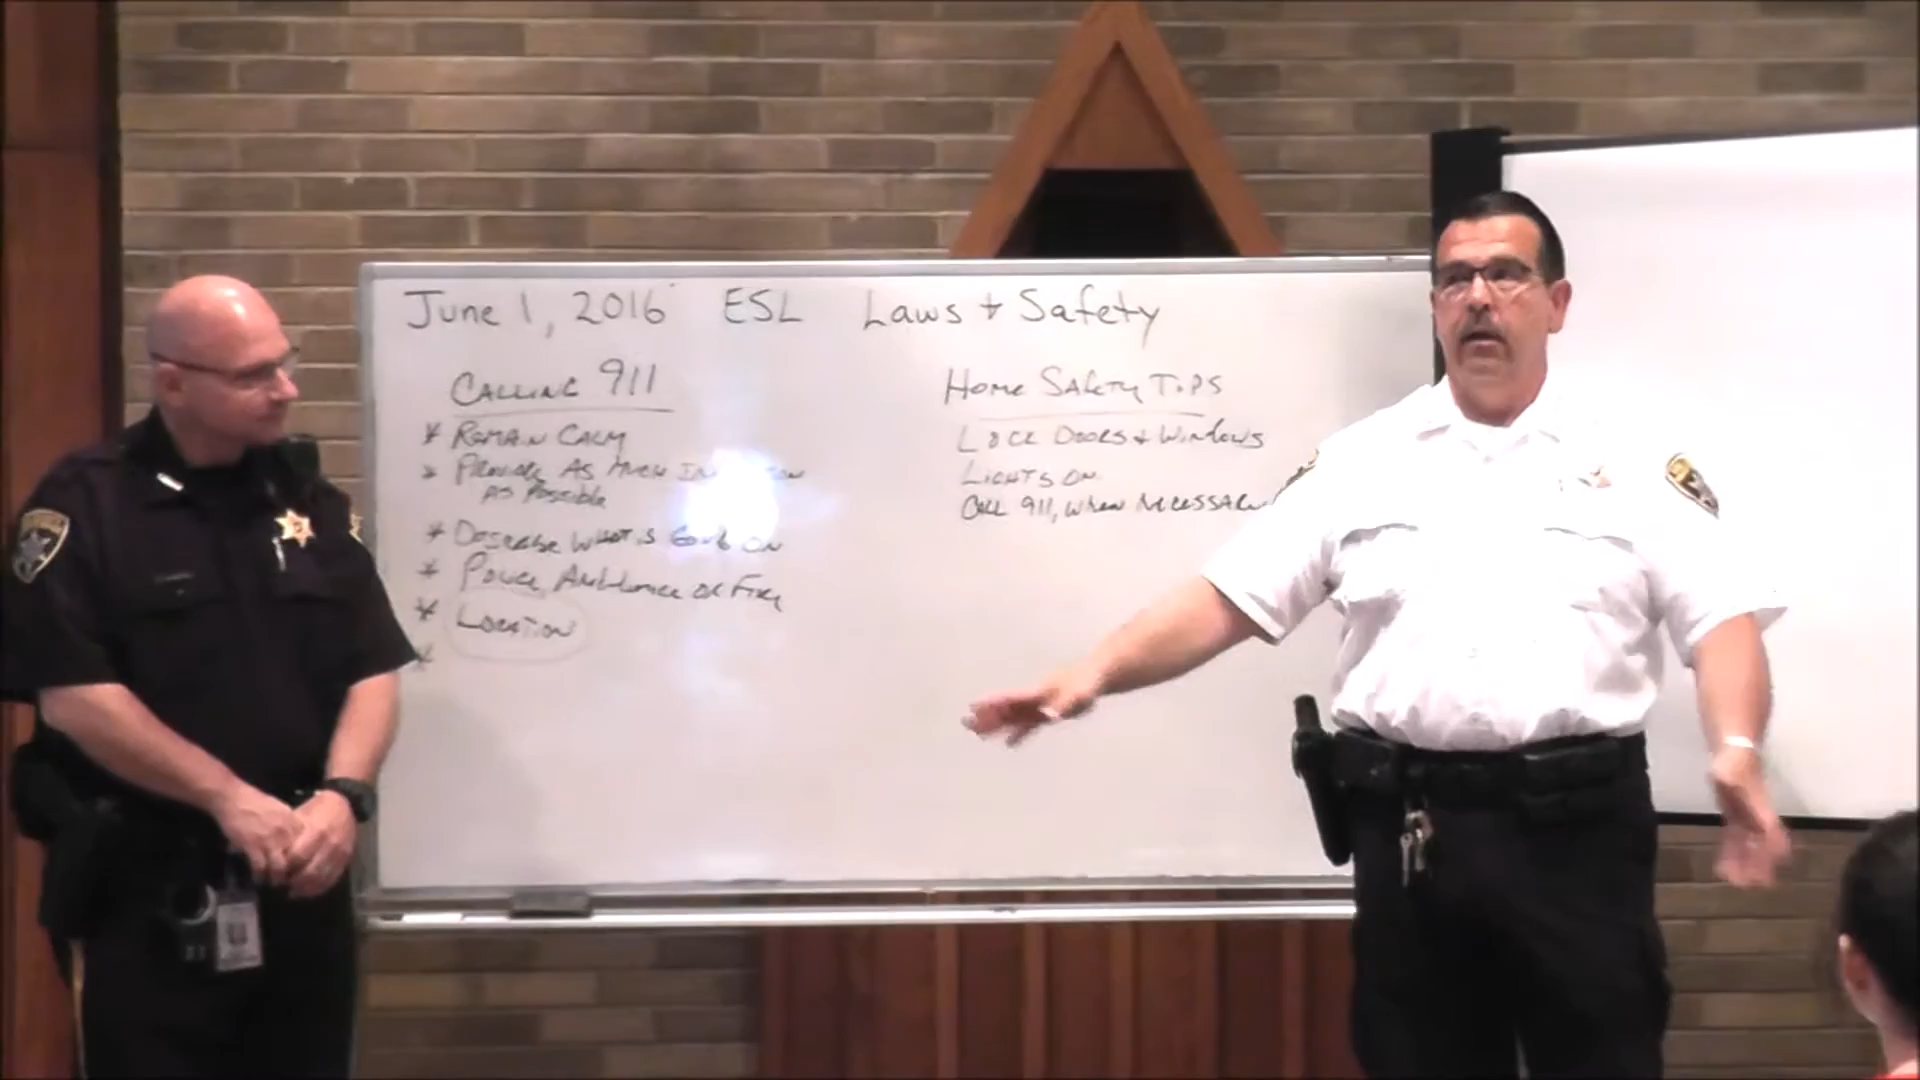 June 1, 2016 ESL Laws + Safety
CALLING 911
* REMAIN CALM
* PROVIDE AS MUCH
AS POSSIBLE
* DESCRIBE WHAT IS GOING ON
* POLICE, AMBULANCE OR FIRE
* LOCATION
*
HOME SAFETY TIPS
LOCK DOORS + WINDOWS
LIGHTS ON
CALL 911, WHEN NECESSARY